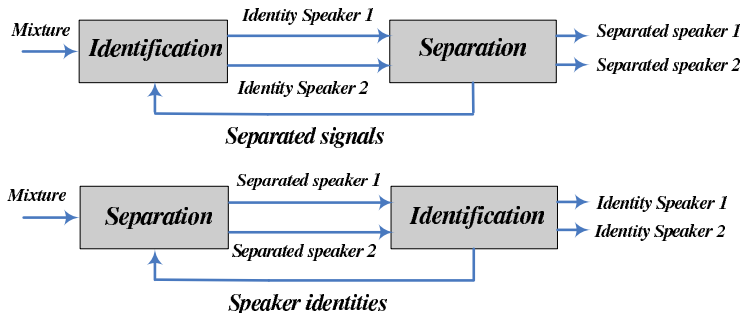 Mixture
Identification
Identity Speaker 1
Identity Speaker 2
Separation
Separated speaker 1
Separated speaker 2
Separated signals
Mixture
Separation
Separated speaker 1
Separated speaker 2
Identification
Identity Speaker 1
Identity Speaker 2
Speaker identities